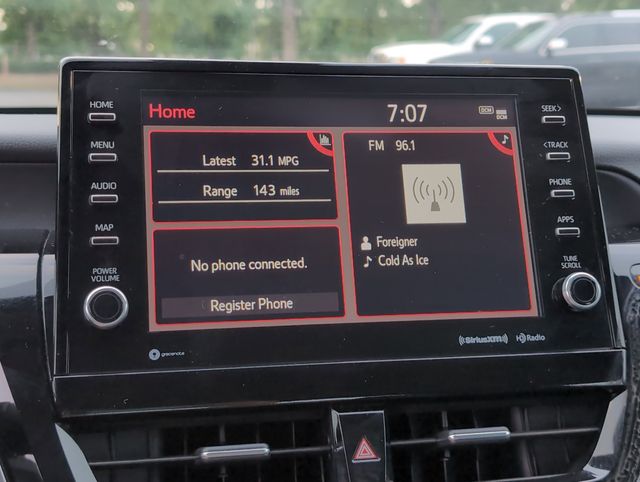 Home
7:07
DCM
DCM
HOME
MENU
AUDIO
MAP
POWER
VOLUME
Latest 31.1 MPG
Range 143 miles
No phone connected.
Register Phone
FM 96.1
Foreigner
Cold As Ice
SEEK>
<TRACK
PHONE
APPS
TUNE
SCROLL
gracenote
((SiriusXM))
HD Radio